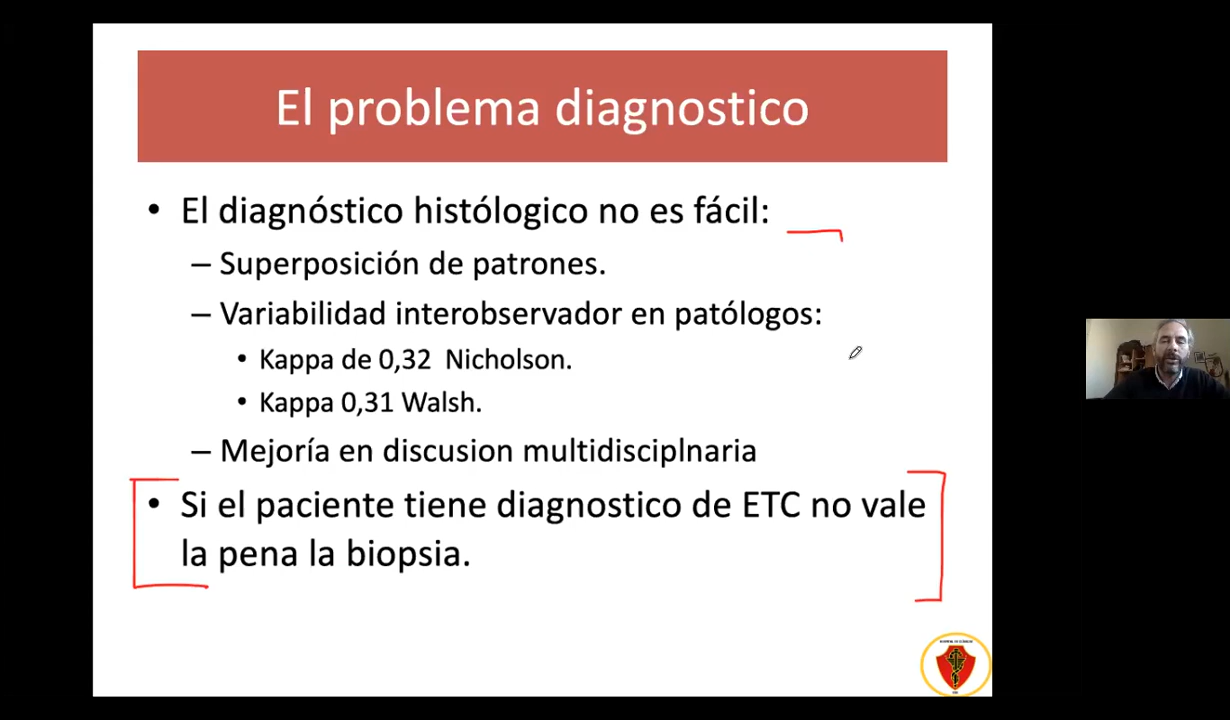 El problema diagnostico
• El diagnóstico histólogico no es fácil:
– Superposición de patrones.
– Variabilidad interobservador en patólogos:
• Kappa de 0,32 Nicholson.
• Kappa 0,31 Walsh.
– Mejoría en discusion multidisciplnaria
• Si el paciente tiene diagnostico de ETC no vale
la pena la biopsia.